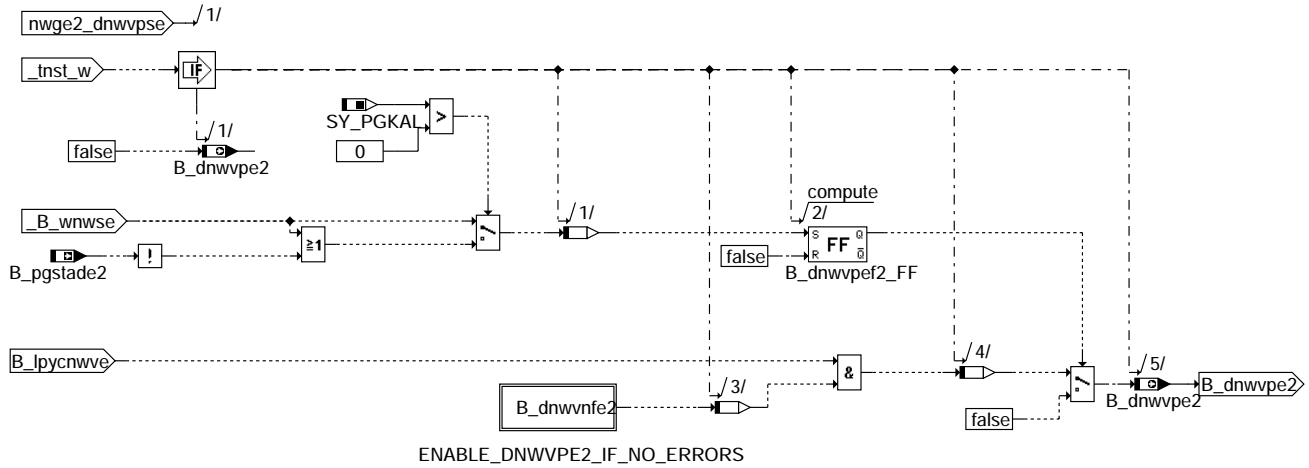 nwge2_dnwvpse
/1/
_tnst_w
IF
SY_PGKAL
>
0
/1/
false
B_dnwvpe2
_B_wnwse
/1/
compute
2/
≥1
S Q
FF
R Q
false
B_dnwvpef2_FF
B_pgstade2
!
B_lpycnwve
/4/
/5/
&
B_dnwvpe2
/3/
B_dnwvnfe2
B_dnwvpe2
false
ENABLE_DNWVPE2_IF_NO_ERRORS